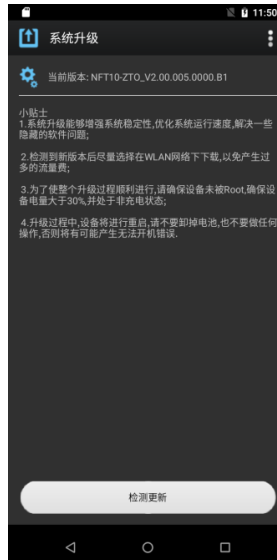 11:50
系统升级
当前版本: NFT10-ZTO_V2.00.005.0000.B1
小贴士
1.系统升级能够增强系统稳定性,优化系统运行速度,解决一些
隐藏的软件问题;
2.检测到新版本后尽量选择在WLAN网络下下载,以免产生过
多的流量费;
3.为了使整个升级过程顺利进行,请确保设备未被Root,确保设
备电量大于30%,并处于非充电状态;
4.升级过程中,设备将进行重启,请不要卸掉电池,也不要做任何
操作,否则将有可能产生无法开机错误.
检测更新